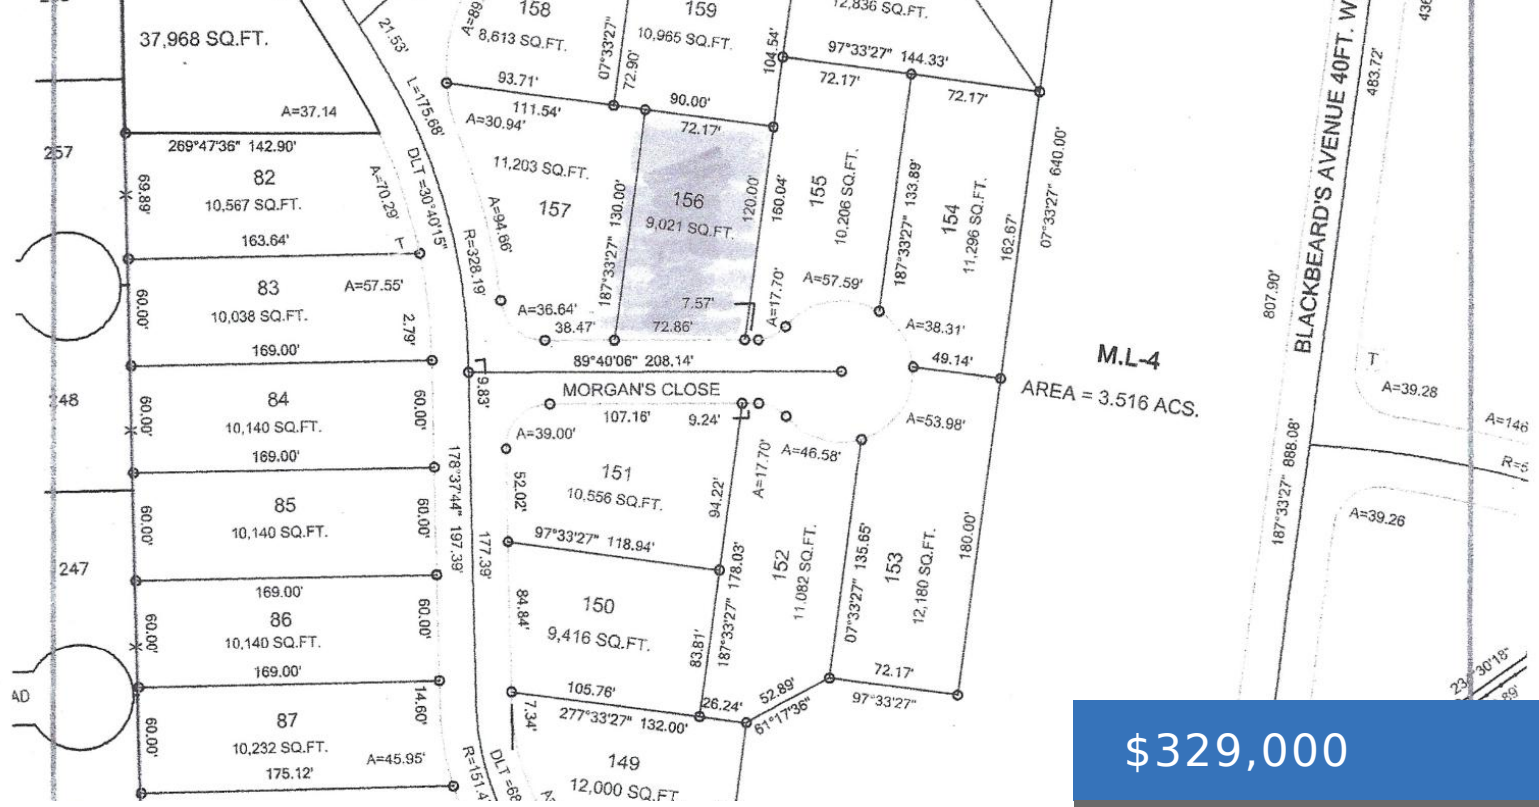 37,968 SQ.FT.
A=37.14
257
269°47'36" 142.90'
82
10,567 SQ.FT.
69.89'
A=70.29'
T
163.64'
83
10,038 SQ.FT.
A=57.55'
60.00'
2.79'
169.00'
248
84
10,140 SQ.FT.
60.00'
60.00'
169.00'
85
10,140 SQ.FT.
60.00'
60.00'
247
169.00'
86
10,140 SQ.FT.
60.00'
60.00'
169.00'
87
10,232 SQ.FT.
60.00'
14.60'
A=45.95'
175.12'
AD
21.53'
L=175.68'
DLT =30°40'15"
R=328.19'
9.83'
178°37'44" 197.39'
177.39'
R=151.4
DLT =68
A=89.
158
8,613 SQ.FT.
07°33'27"
72.90'
159
10,965 SQ.FT.
104.54'
12,836 SQ.FT.
97°33'27" 144.33'
72.17'
72.17'
93.71'
111.54'
90.00'
72.17'
A=30.94'
11,203 SQ.FT.
157
A=94.66'
A=36.64'
38.47'
187°33'27" 130.00'
156
9,021 SQ.FT.
120.00'
160.04'
7.57'
72.86'
A=17.70'
155
10,206 SQ.FT.
187°33'27" 133.89'
154
11,296 SQ.FT.
162.67'
07°33'27" 640.00'
A=57.59'
A=38.31'
49.14'
89°40'06" 208.14'
MORGAN'S CLOSE
107.16'
9.24'
A=39.00'
52.02'
151
10,556 SQ.FT.
94.22'
A=17.70'
A=46.58'
A=53.98'
97°33'27" 118.94'
150
9,416 SQ.FT.
84.84'
83.81'
187°33'27" 178.03'
152
11,082 SQ.FT.
07°33'27" 135.65'
153
12,180 SQ.FT.
180.00'
105.76'
26.24'
277°33'27" 132.00'
7.34'
52.89'
61°17'36"
72.17'
97°33'27"
149
12,000 SQ.FT.
M.L-4
AREA = 3.516 ACS.
BLACKBEARD'S AVENUE 40FT. W
483.72'
436
807.90'
187°33'27" 888.08'
T
A=39.28
A=146
R=5
A=39.26
30'18"
$329,000